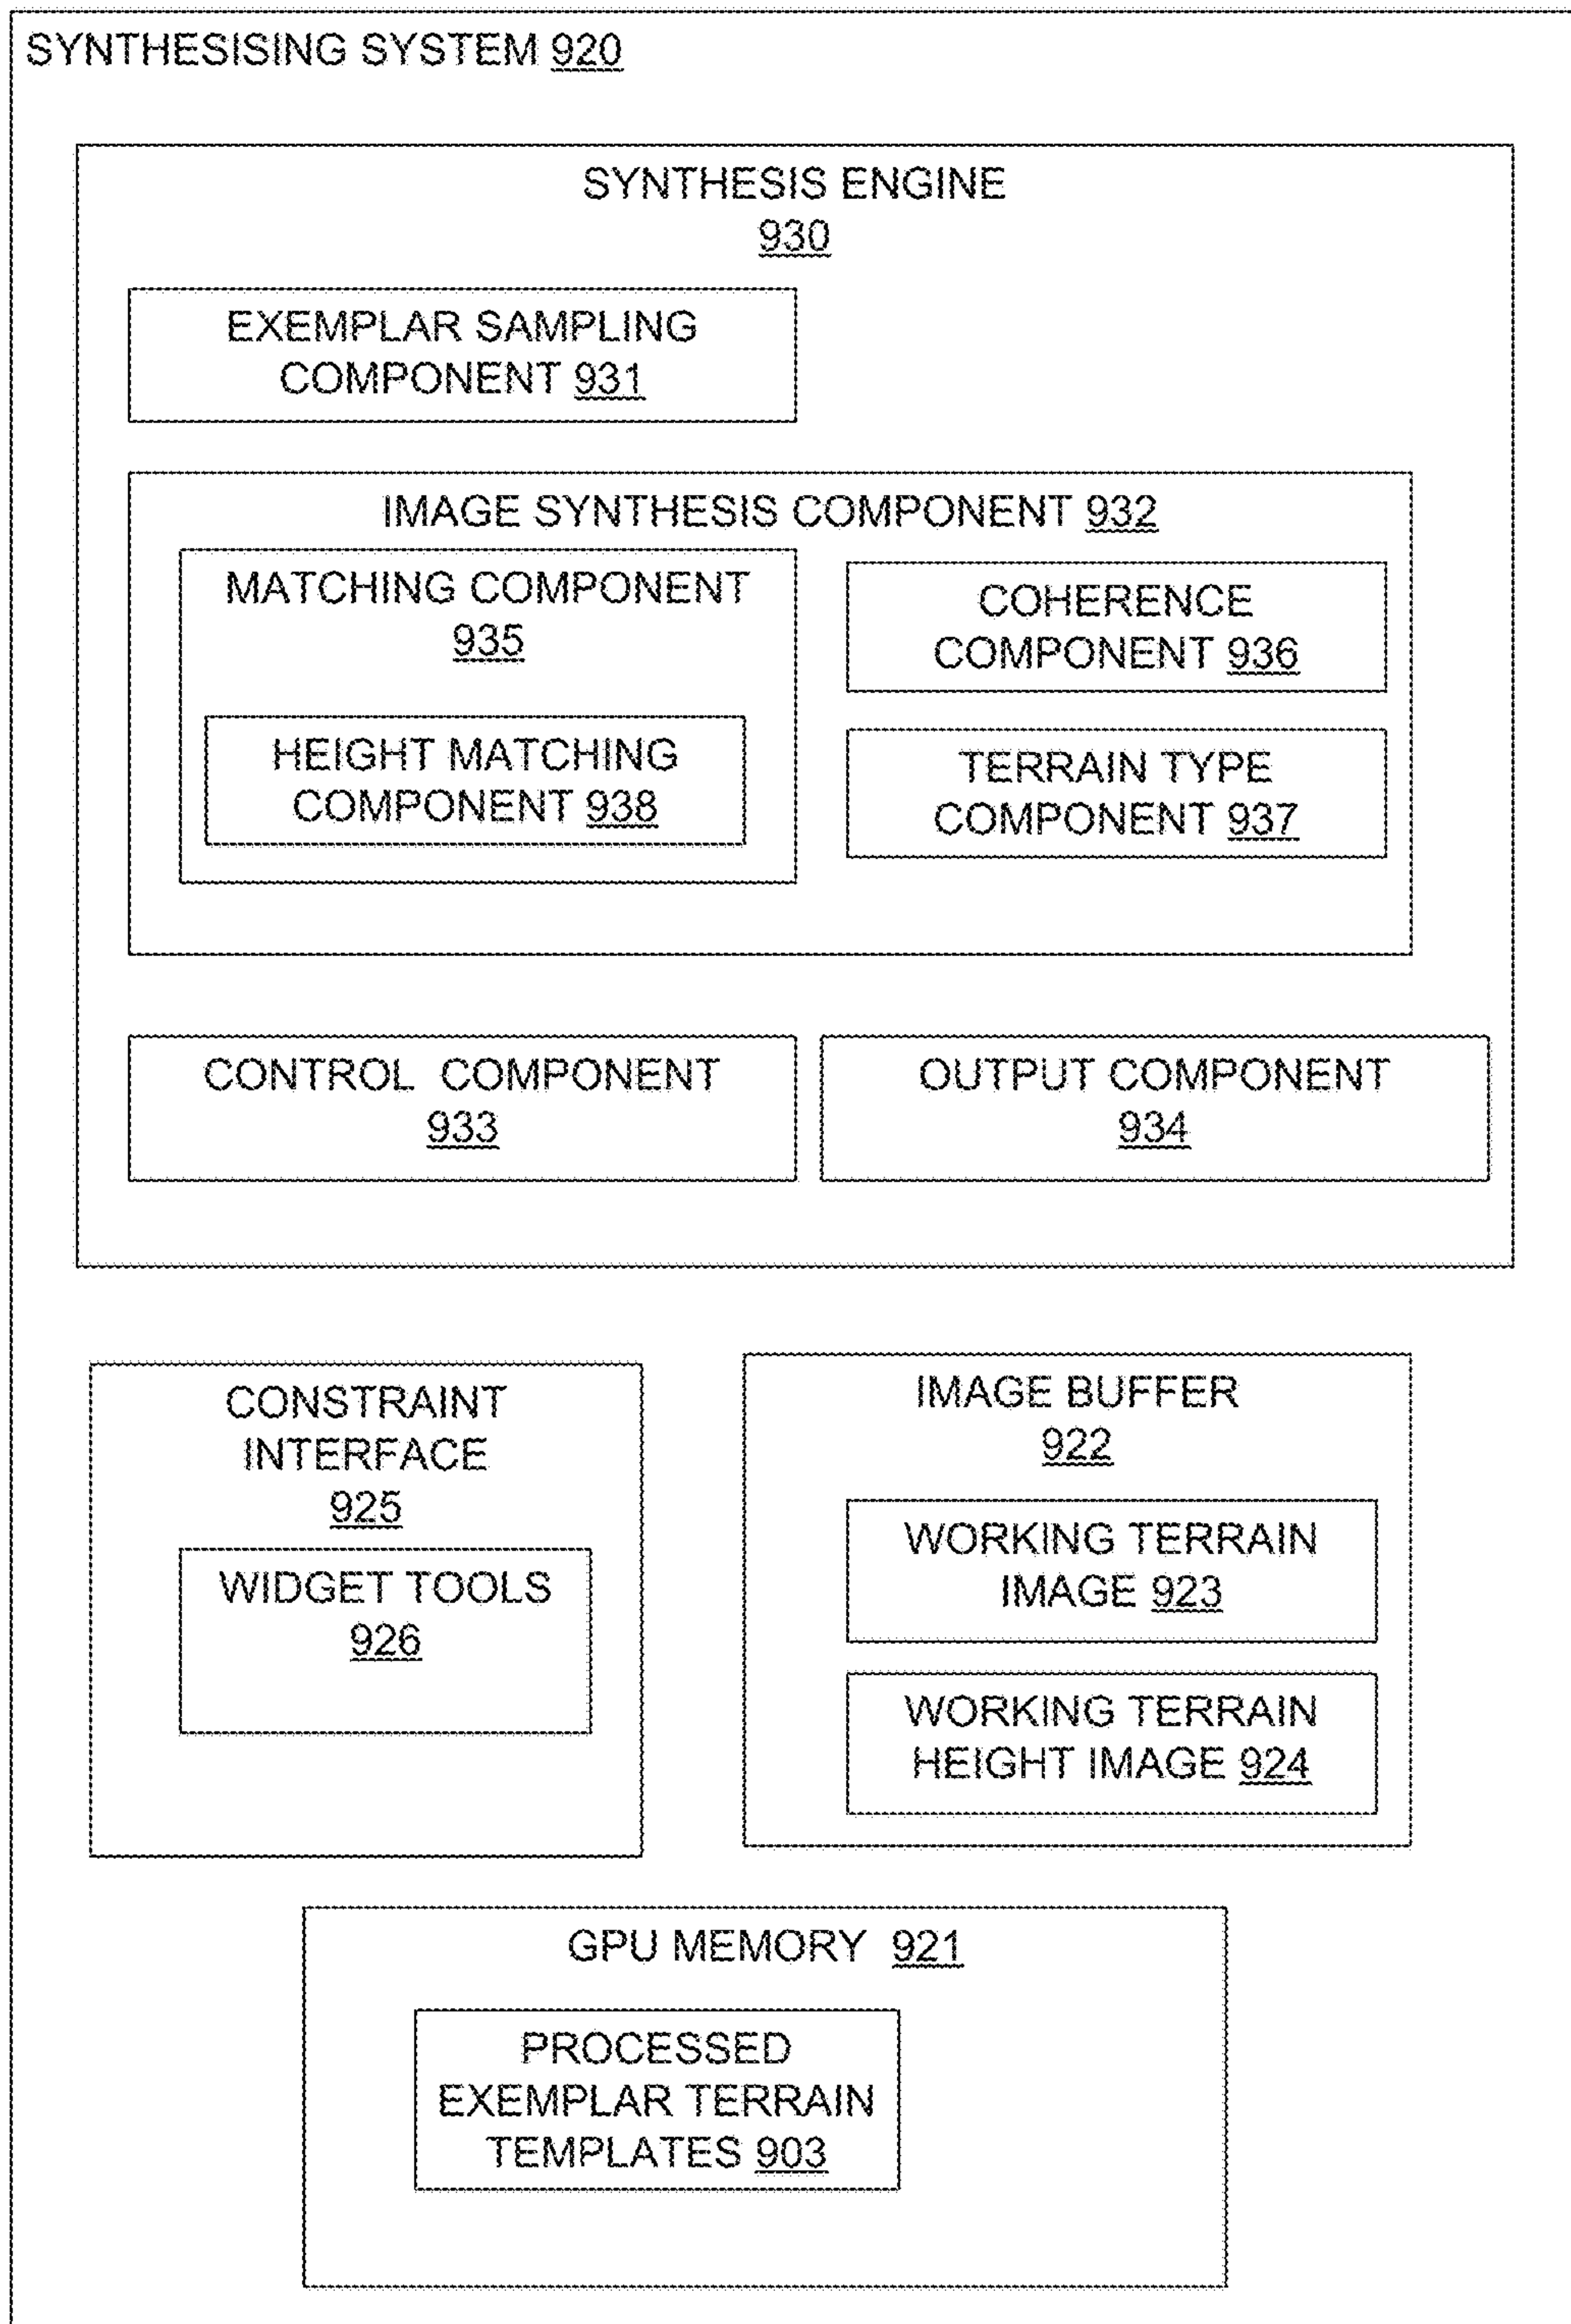 SYNTHESISING SYSTEM 920
SYNTHESIS ENGINE
930
EXEMPLAR SAMPLING
COMPONENT 931
IMAGE SYNTHESIS COMPONENT 932
MATCHING COMPONENT
935
HEIGHT MATCHING
COMPONENT 938
COHERENCE
COMPONENT 936
TERRAIN TYPE
COMPONENT 937
CONTROL COMPONENT
933
OUTPUT COMPONENT
934
CONSTRAINT
INTERFACE
925
WIDGET TOOLS
926
IMAGE BUFFER
922
WORKING TERRAIN
IMAGE 923
WORKING TERRAIN
HEIGHT IMAGE 924
GPU MEMORY 921
PROCESSED
EXEMPLAR TERRAIN
TEMPLATES 903